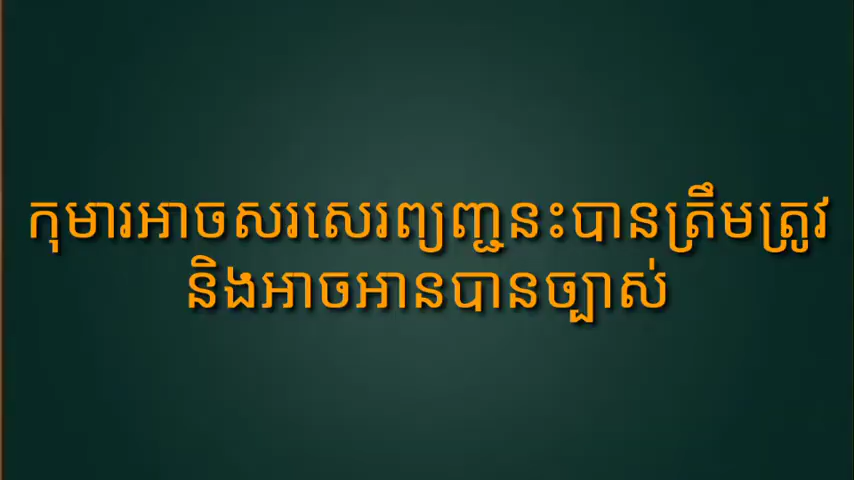 កុមារអាចសរសេរព្យញ្ជនះបានត្រឹមត្រូវ
និងអាចអានបានច្បាស់